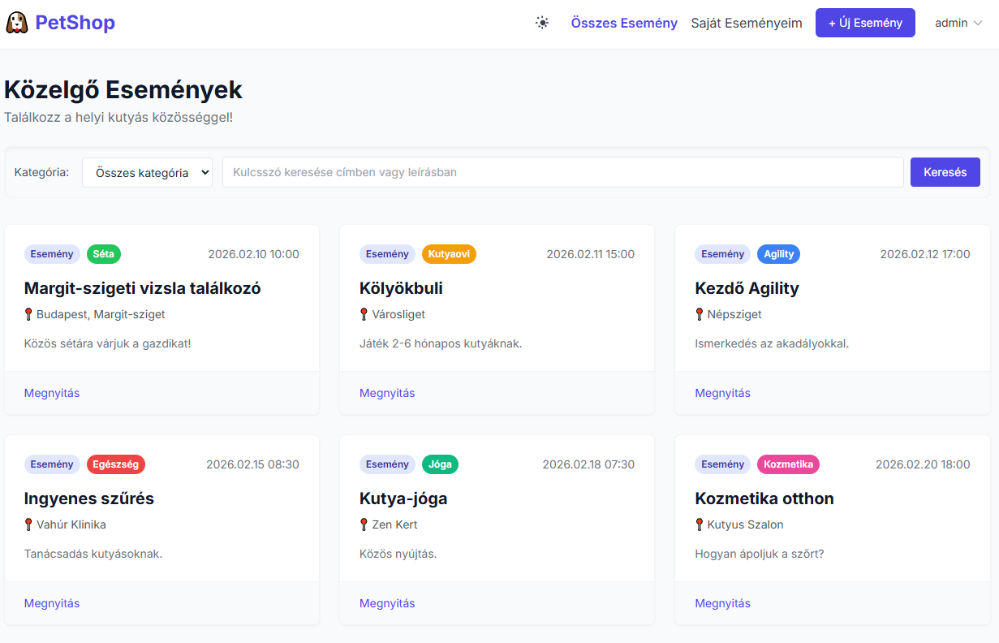 PetShop
Összes Esemény
Saját Eseményeim
+ Új Esemény
admin
Közelgő Események
Találkozz a helyi kutyás közösséggel!
Kategória:
Összes kategória
Kulcsszó keresése címben vagy leírásban
Keresés
Esemény Séta 2026.02.10 10:00
Margit-szigeti vizsla találkozó
Budapest, Margit-sziget
Közös sétára várjuk a gazdikat!
Megnyitás
Esemény Kutyaovi 2026.02.11 15:00
Kölyökbuli
Városliget
Játék 2-6 hónapos kutyáknak.
Megnyitás
Esemény Agility 2026.02.12 17:00
Kezdő Agility
Népsziget
Ismerkedés az akadályokkal.
Megnyitás
Esemény Egészség 2026.02.15 08:30
Ingyenes szűrés
Vahúr Klinika
Tanácsadás kutyásoknak.
Megnyitás
Esemény Jóga 2026.02.18 07:30
Kutya-jóga
Zen Kert
Közös nyújtás.
Megnyitás
Esemény Kozmetika 2026.02.20 18:00
Kozmetika otthon
Kutyus Szalon
Hogyan ápoljuk a szőrt?
Megnyitás